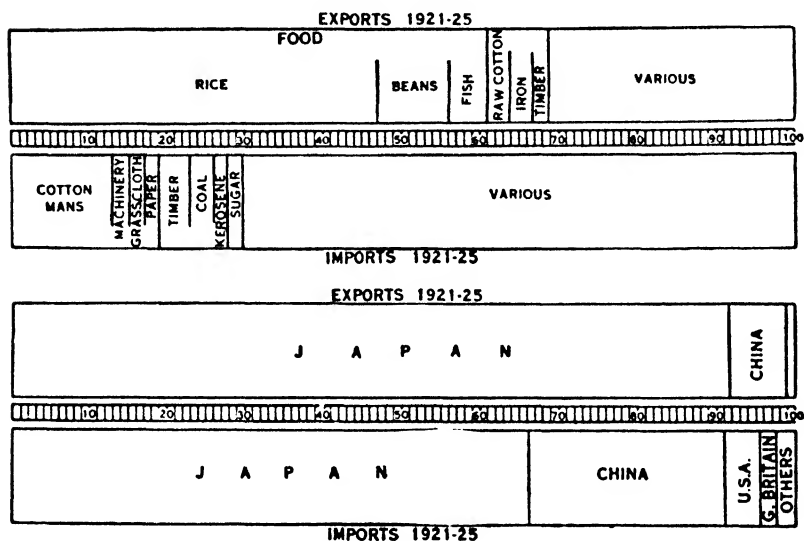 EXPORTS 1921-25
FOOD
RICE
BEANS
FISH
RAW COTTON
IRON
TIMBER
VARIOUS
10 20 30 40 50 60 70 80 90 100
COTTON
MANS
MACHINERY
GRASSCLOTH
PAPER
TIMBER
COAL
KEROSENE
SUGAR
VARIOUS
IMPORTS 1921-25
EXPORTS 1921-25
JAPAN
CHINA
10 20 30 40 50 60 70 80 90 100
JAPAN
CHINA
U.S.A.
G. BRITAIN
OTHERS
IMPORTS 1921-25